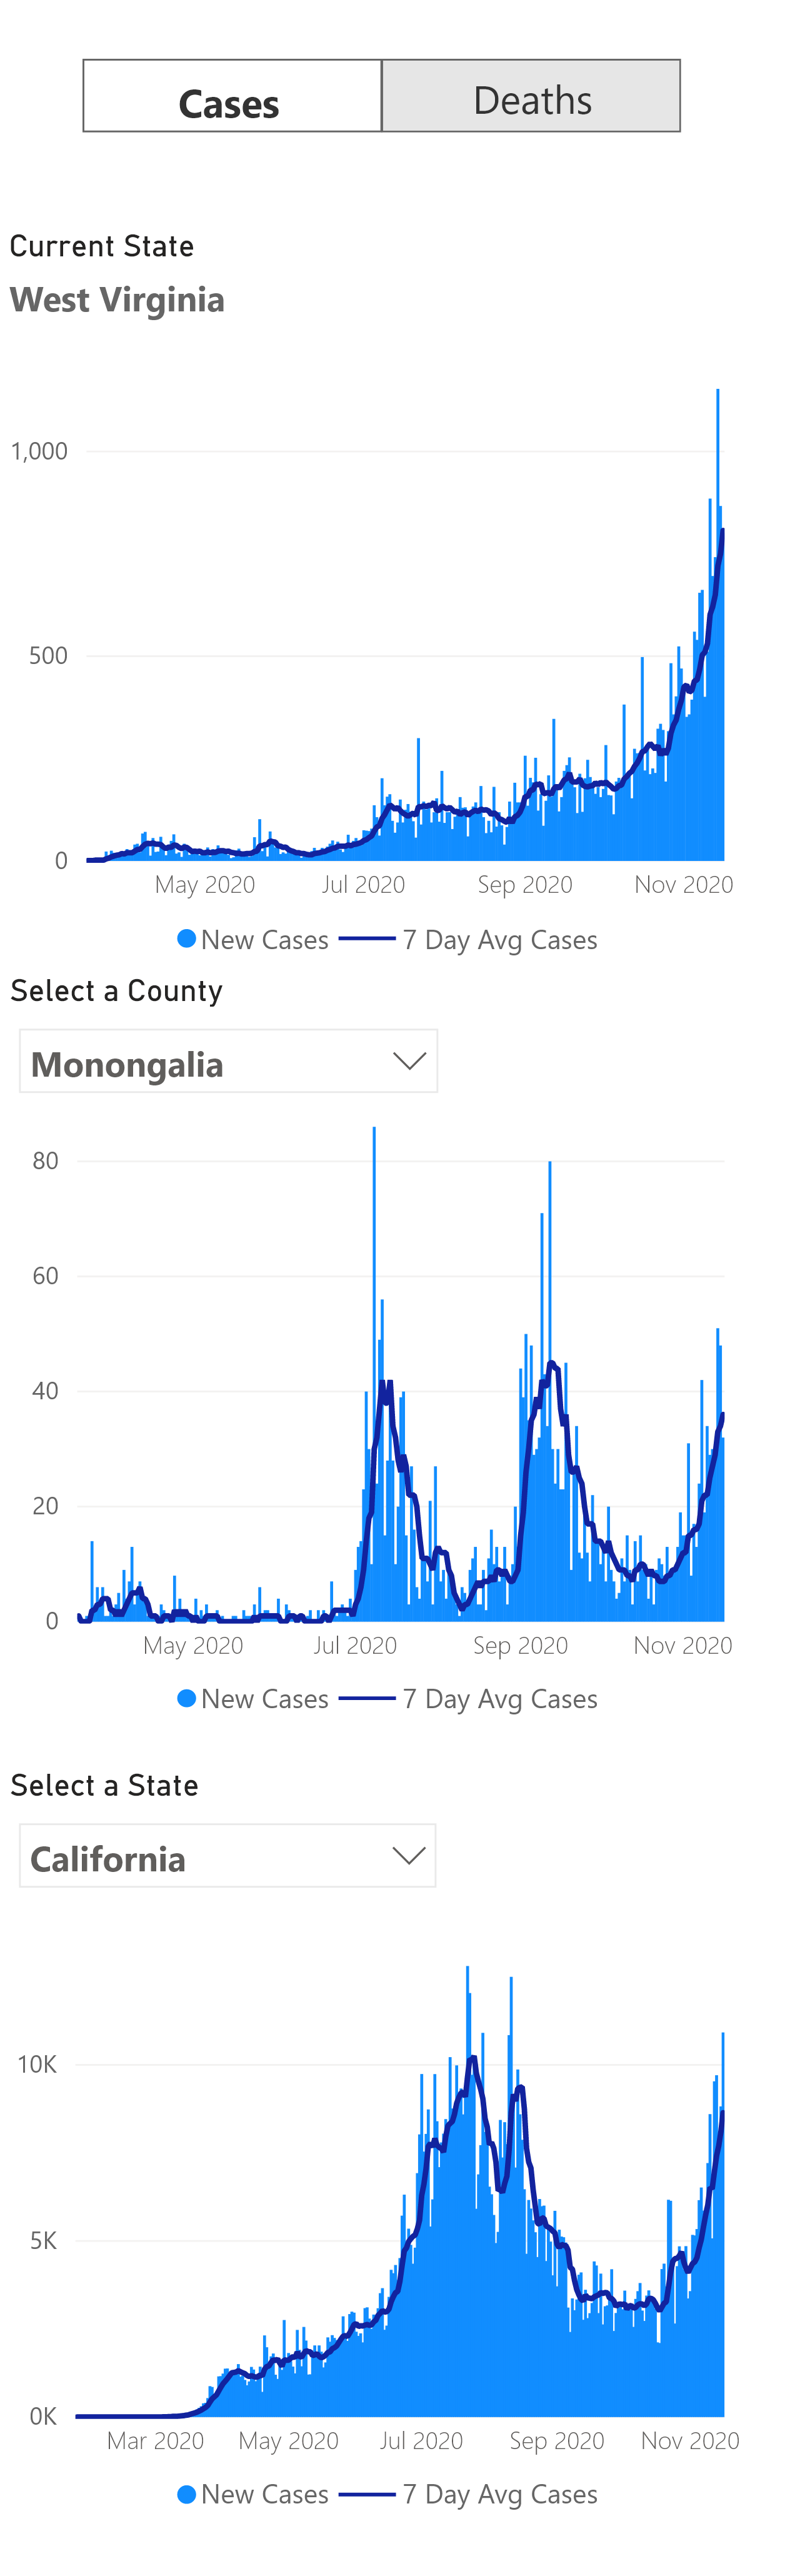 Cases Deaths
Current State
West Virginia
1,000
500
0
May 2020 Jul 2020 Sep 2020 Nov 2020
New Cases 7 Day Avg Cases
Select a County
Monongalia
80
60
40
20
0
May 2020 Jul 2020 Sep 2020 Nov 2020
New Cases 7 Day Avg Cases
Select a State
California
10K
5K
0K
Mar 2020 May 2020 Jul 2020 Sep 2020 Nov 2020
New Cases 7 Day Avg Cases